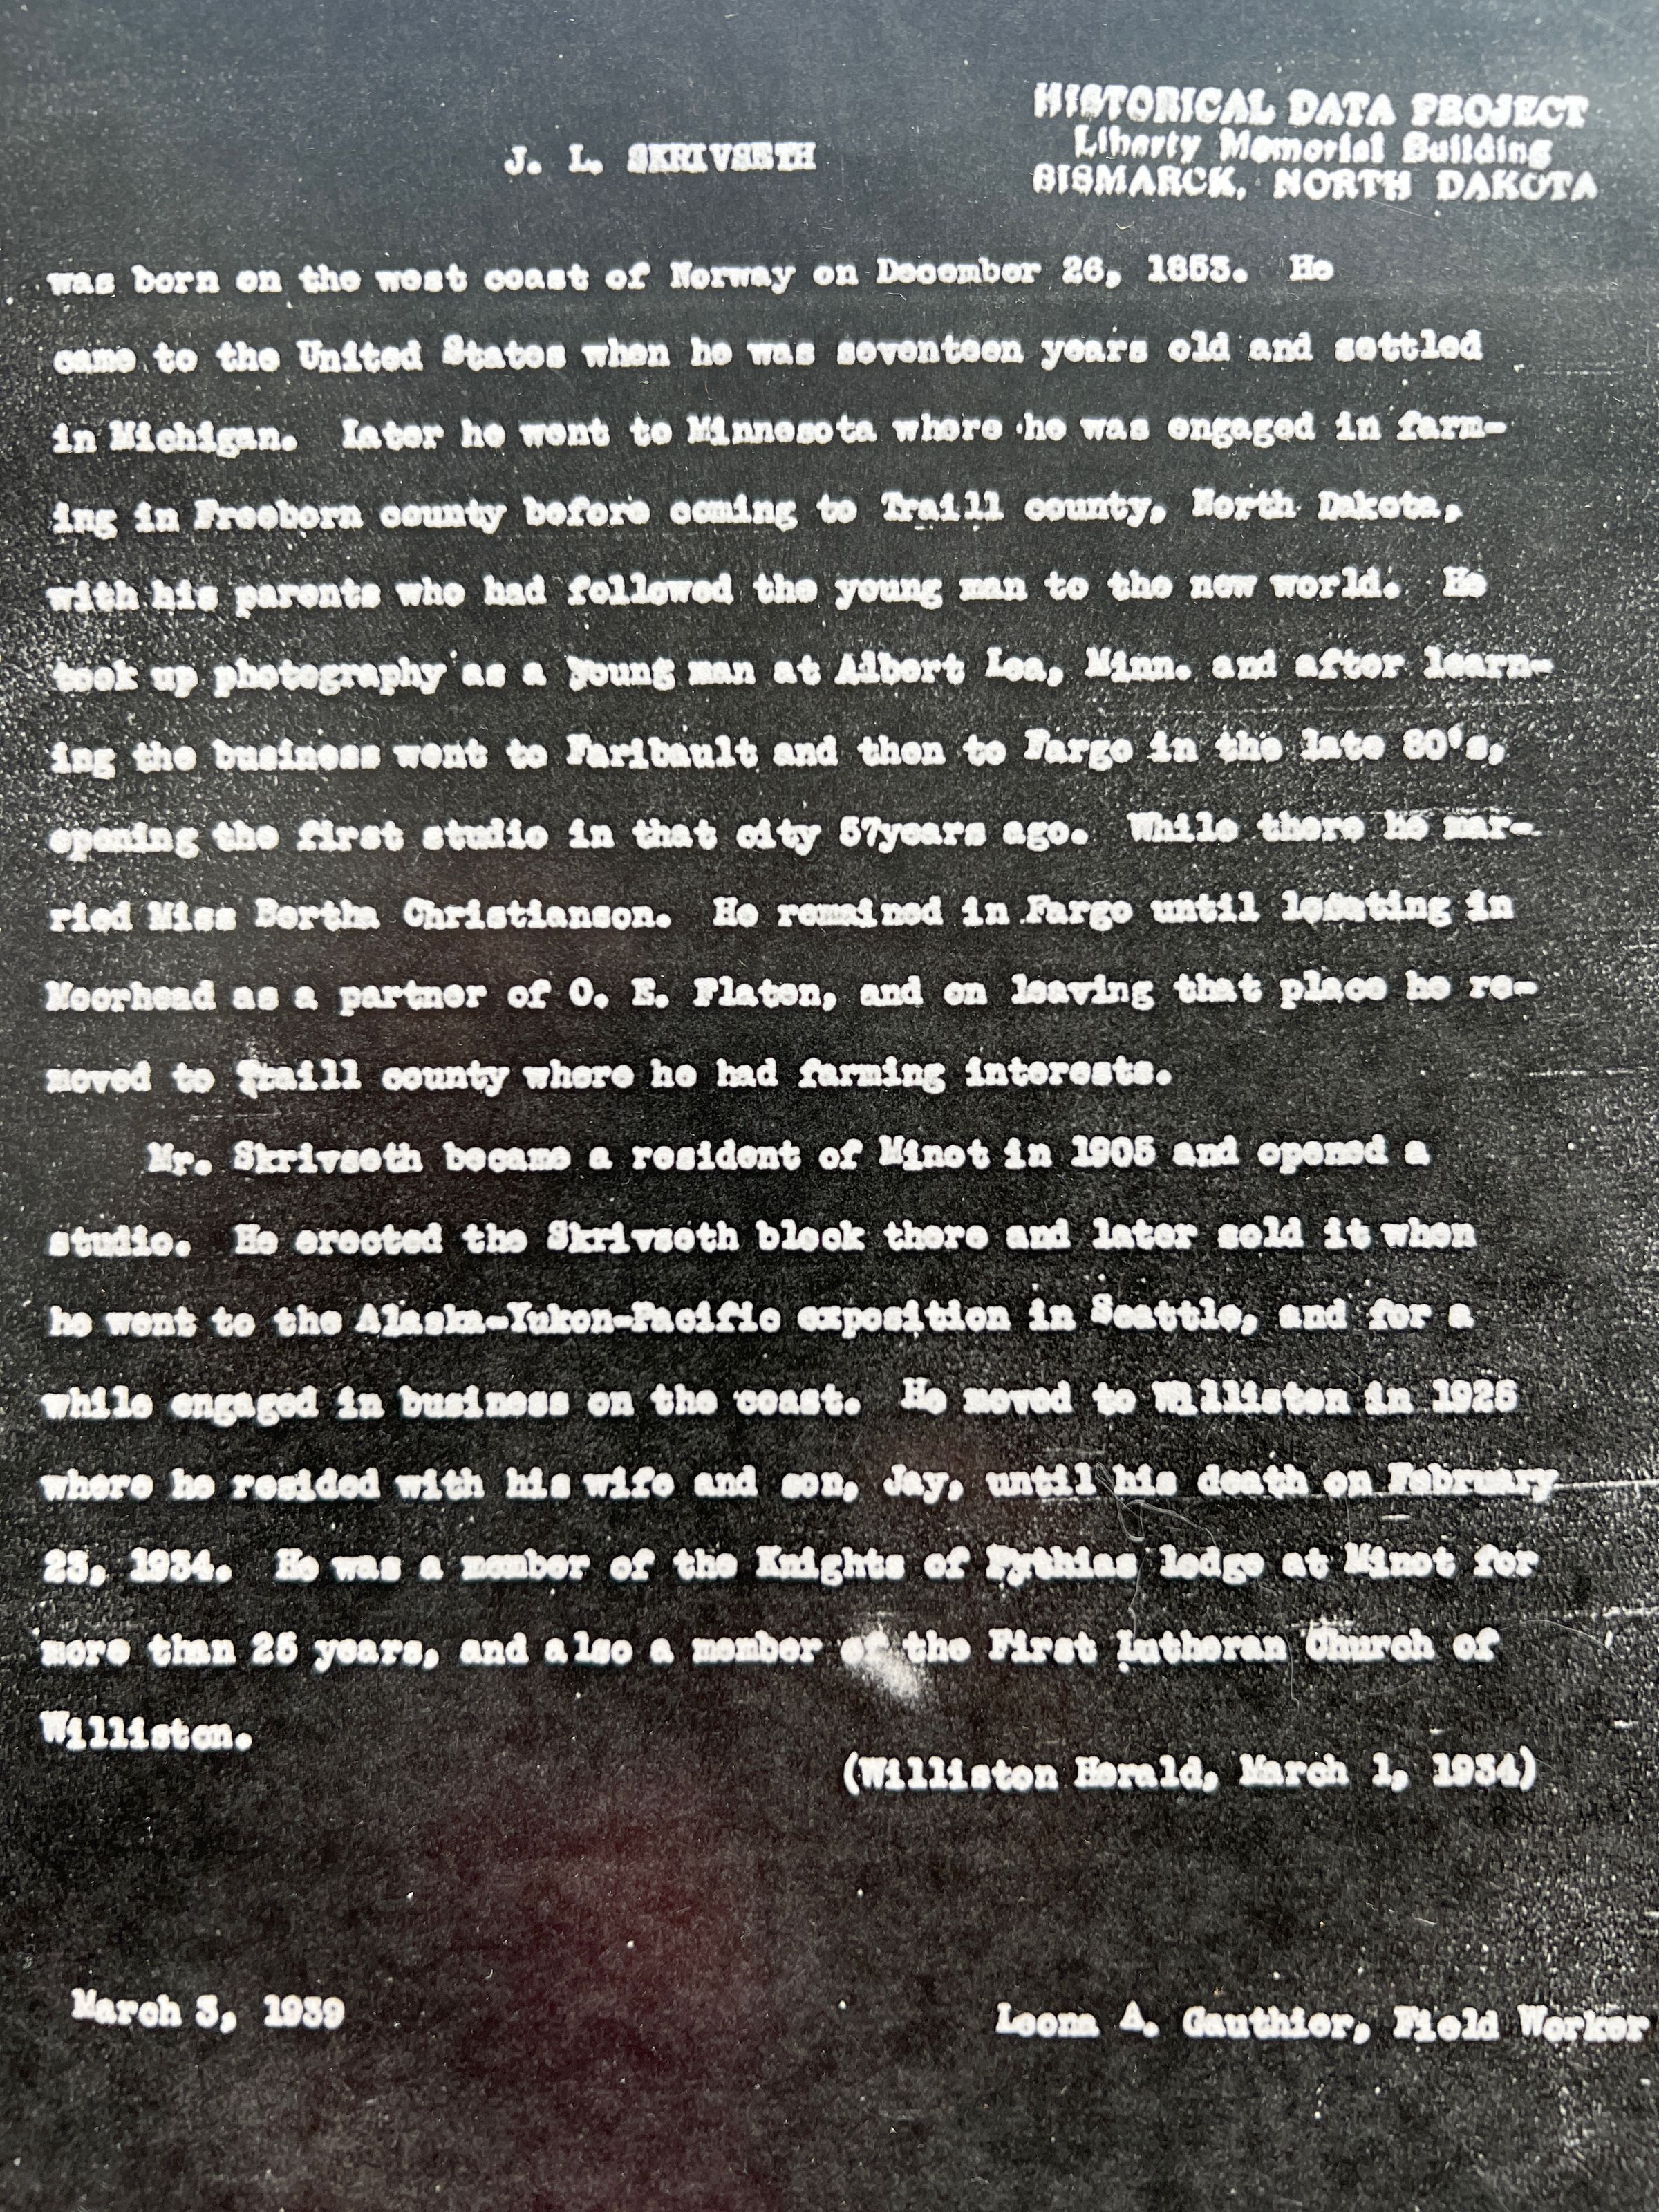 HISTORICAL DATA PROJECT
Liberty Memorial Building
BISMARCK, NORTH DAKOTA
J. L. SKRIVSETH
was born on the west coast of Norway on December 26, 1853. He
came to the United States when he was seventeen years old and settled
in Michigan. Later he went to Minnesota where he was engaged in farm-
ing in Freeborn county before coming to Traill county, North Dakota,
with his parents who had followed the young man to the new world. He
took up photography as a young man at Albert Lea, Minn. and after learn-
ing the business went to Faribault and then to Fargo in the late 80's,
opening the first studio in that city 57years ago. While there he mar-
ried Miss Bertha Christianson. He remained in Fargo until locating in
Moorhead as a partner of O. E. Flaten, and on leaving that place he re-
moved to Traill county where he had farming interests.
Mr. Skrivseth became a resident of Minot in 1905 and opened a
studio. He erected the Skrivseth block there and later sold it when
he went to the Alaska-Yukon-Pacific exposition in Seattle, and for a
while engaged in business on the coast. He moved to Williston in 1925
where he resided with his wife and son, Jay, until his death on February
23, 1934. He was a member of the Knights of Pythias lodge at Minot for
more than 25 years, and also a member of the First Lutheran Church of
Williston.
(Williston Herald, March 1, 1934)
March 3, 1939
Leona A. Gauthier, Field Worker